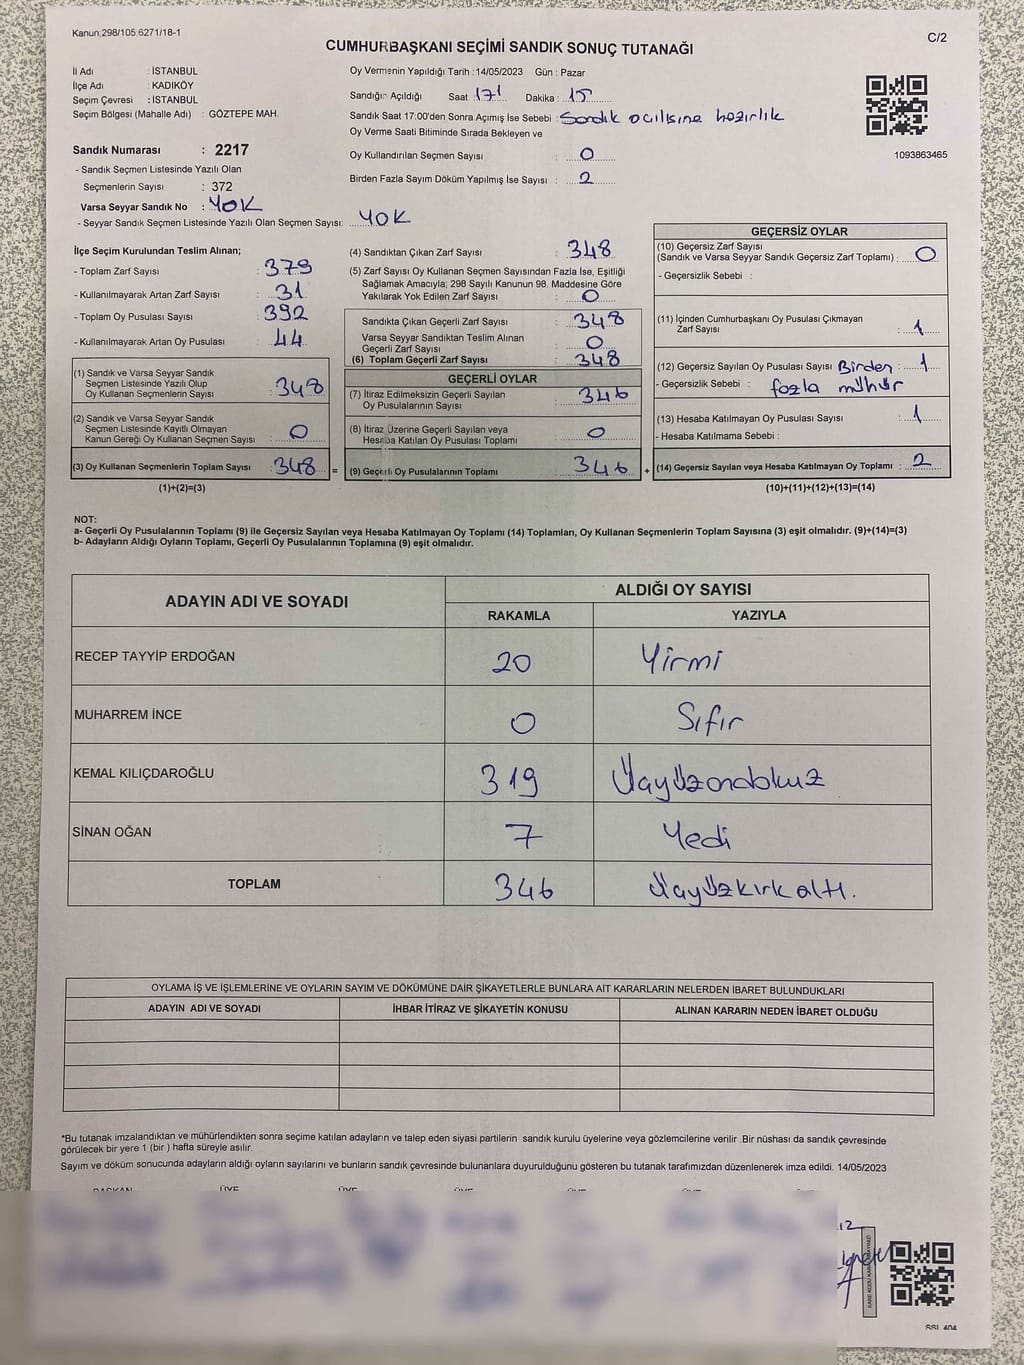 Kanun;298/105:6271/18-1
C/2
CUMHURBAŞKANI SEÇİMİ SANDIK SONUÇ TUTANAĞI
İl Adı : İSTANBUL
İlçe Adı : KADIKÖY
Seçim Çevresi : İSTANBUL
Seçim Bölgesi (Mahalle Adı) : GÖZTEPE MAH.
Sandık Numarası : 2217
- Sandık Seçmen Listesinde Yazılı Olan
Seçmenlerin Sayısı : 372
Varsa Seyyar Sandık No : YOK
- Seyyar Sandık Seçmen Listesinde Yazılı Olan Seçmen Sayısı: YOK
Oy Vermenin Yapıldığı Tarih : 14/05/2023 Gün : Pazar
Sandığın Açıldığı Saat 17 Dakika : 15
Sandık Saat 17:00'den Sonra Açımış İse Sebebi : Sandık açılışına hazırlık
Oy Verme Saati Bitiminde Sırada Bekleyen ve
Oy Kullandırılan Seçmen Sayısı : 0
Birden Fazla Sayım Döküm Yapılmış İse Sayısı : 2
1093863465
İlçe Seçim Kurulundan Teslim Alınan;
- Toplam Zarf Sayısı : 379
- Kullanılmayarak Artan Zarf Sayısı : 31
- Toplam Oy Pusulası Sayısı : 392
- Kullanılmayarak Artan Oy Pusulası : 44
(1) Sandık ve Varsa Seyyar Sandık
Seçmen Listesinde Yazılı Olup
Oy Kullanan Seçmenlerin Sayısı : 348
(2) Sandık ve Varsa Seyyar Sandık
Seçmen Listesinde Kayıtlı Olmayan
Kanun Gereği Oy Kullanan Seçmen Sayısı : 0
(3) Oy Kullanan Seçmenlerin Toplam Sayısı : 348 =
(1)+(2)=(3)
(4) Sandıktan Çıkan Zarf Sayısı : 348
(5) Zarf Sayısı Oy Kullanan Seçmen Sayısından Fazla İse, Eşitliği
Sağlamak Amacıyla; 298 Sayılı Kanunun 98. Maddesine Göre
Yakılarak Yok Edilen Zarf Sayısı : 0
Sandıkta Çıkan Geçerli Zarf Sayısı : 348
Varsa Seyyar Sandıktan Teslim Alınan
Geçerli Zarf Sayısı : 0
(6) Toplam Geçerli Zarf Sayısı : 348
GEÇERLİ OYLAR
(7) İtiraz Edilmeksizin Geçerli Sayılan
Oy Pusulalarının Sayısı : 346
(8) İtiraz Üzerine Geçerli Sayılan veya
Hesaba Katılan Oy Pusulası Toplamı : 0
(9) Geçerli Oy Pusulalarının Toplamı : 346 +
GEÇERSİZ OYLAR
(10) Geçersiz Zarf Sayısı
(Sandık ve Varsa Seyyar Sandık Geçersiz Zarf Toplamı) : 0
- Geçersizlik Sebebi :
(11) İçinden Cumhurbaşkanı Oy Pusulası Çıkmayan
Zarf Sayısı : 1
(12) Geçersiz Sayılan Oy Pusulası Sayısı : 1
- Geçersizlik Sebebi : Birden fazla mühür
(13) Hesaba Katılmayan Oy Pusulası Sayısı : 1
- Hesaba Katılmama Sebebi :
(14) Geçersiz Sayılan veya Hesaba Katılmayan Oy Toplamı : 2
(10)+(11)+(12)+(13)=(14)
NOT:
a- Geçerli Oy Pusulalarının Toplamı (9) ile Geçersiz Sayılan veya Hesaba Katılmayan Oy Toplamı (14) Toplamları, Oy Kullanan Seçmenlerin Toplam Sayısına (3) eşit olmalıdır. (9)+(14)=(3)
b- Adayların Aldığı Oyların Toplamı, Geçerli Oy Pusulalarının Toplamına (9) eşit olmalıdır.
ADAYIN ADI VE SOYADI
ALDIĞI OY SAYISI
RAKAMLA YAZIYLA
RECEP TAYYİP ERDOĞAN 20 Yirmi
MUHARREM İNCE 0 Sıfır
KEMAL KILIÇDAROĞLU 319 Üçyüzondokuz
SİNAN OĞAN 7 Yedi
TOPLAM 346 Üçyüzkırkaltı.
OYLAMA İŞ VE İŞLEMLERİNE VE OYLARIN SAYIM VE DÖKÜMÜNE DAİR ŞİKAYETLERLE BUNLARA AİT KARARLARIN NELERDEN İBARET BULUNDUKLARI
ADAYIN ADI VE SOYADI
İHBAR İTİRAZ VE ŞİKAYETİN KONUSU
ALINAN KARARIN NEDEN İBARET OLDUĞU
*Bu tutanak imzalandıktan ve mühürlendikten sonra seçime katılan adayların ve talep eden siyasi partilerin sandık kurulu üyelerine veya gözlemcilerine verilir .Bir nüshası da sandık çevresinde
görülecek bir yere 1 (bir ) hafta süreyle asılır.
Sayım ve döküm sonucunda adayların aldığı oyların sayılarını ve bunların sandık çevresinde bulunanlara duyurulduğunu gösteren bu tutanak tarafımızdan düzenlenerek imza edildi. 14/05/2023
BAŞKAN ÜYE ÜYE ÜYE ÜYE ÜYE ÜYE